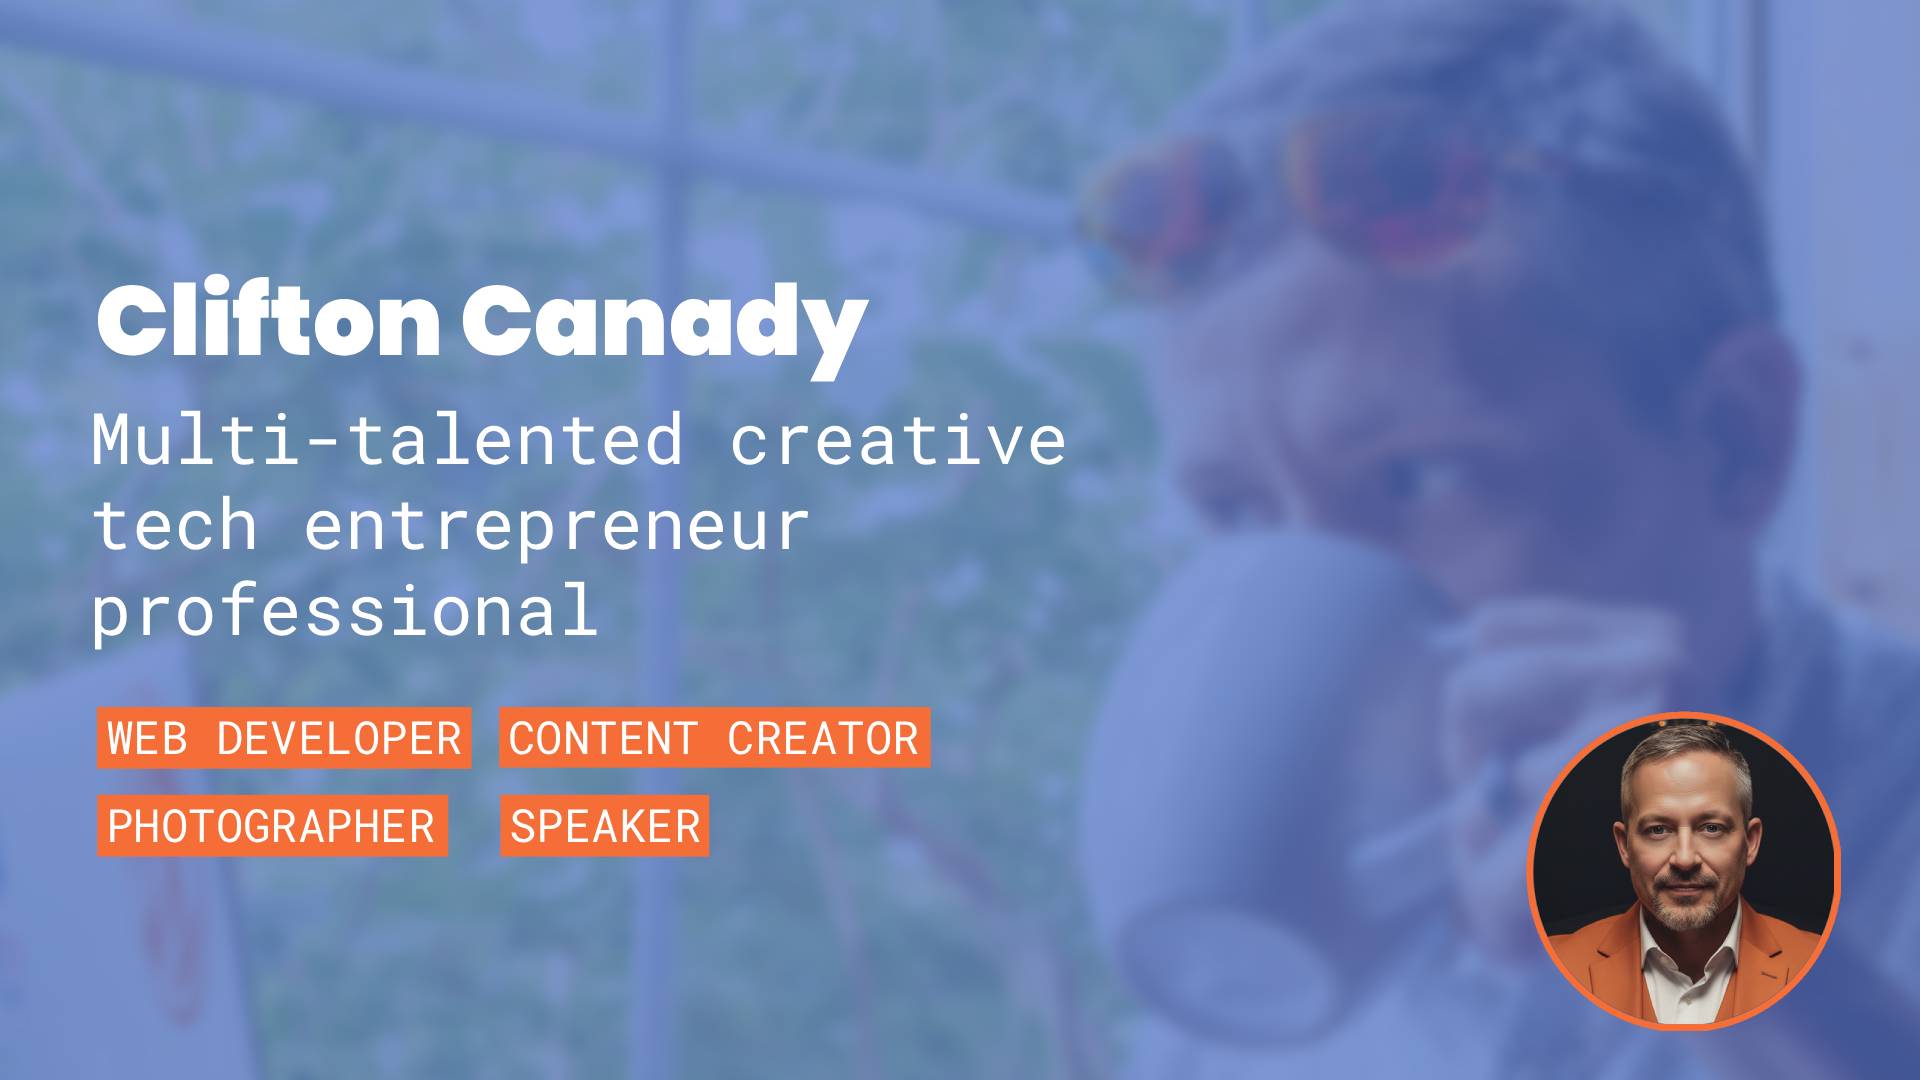 Clifton Canady
Multi-talented creative
tech entrepreneur
professional
WEB DEVELOPER CONTENT CREATOR
PHOTOGRAPHER SPEAKER